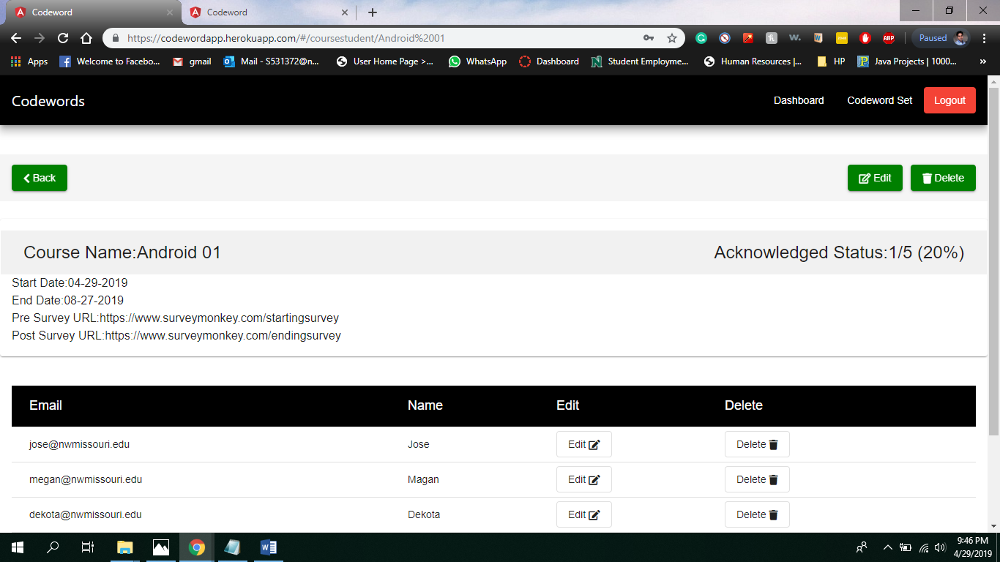 Codeword
Codeword
https://codewordapp.herokuapp.com/#/coursestudent/Android%2001
Paused
Apps
Welcome to Facebo...
gmail
Mail - S531372@n...
User Home Page >...
WhatsApp
Dashboard
Student Employme...
Human Resources |...
HP
Java Projects | 1000...
»
Codewords
Dashboard
Codeword Set
Logout
Back
Edit
Delete
Course Name:Android 01
Acknowledged Status:1/5 (20%)
Start Date:04-29-2019
End Date:08-27-2019
Pre Survey URL:https://www.surveymonkey.com/startingsurvey
Post Survey URL:https://www.surveymonkey.com/endingsurvey
Email Name Edit Delete
jose@nwmissouri.edu Jose Edit Delete
megan@nwmissouri.edu Magan Edit Delete
dekota@nwmissouri.edu Dekota Edit Delete
9:46 PM
4/29/2019